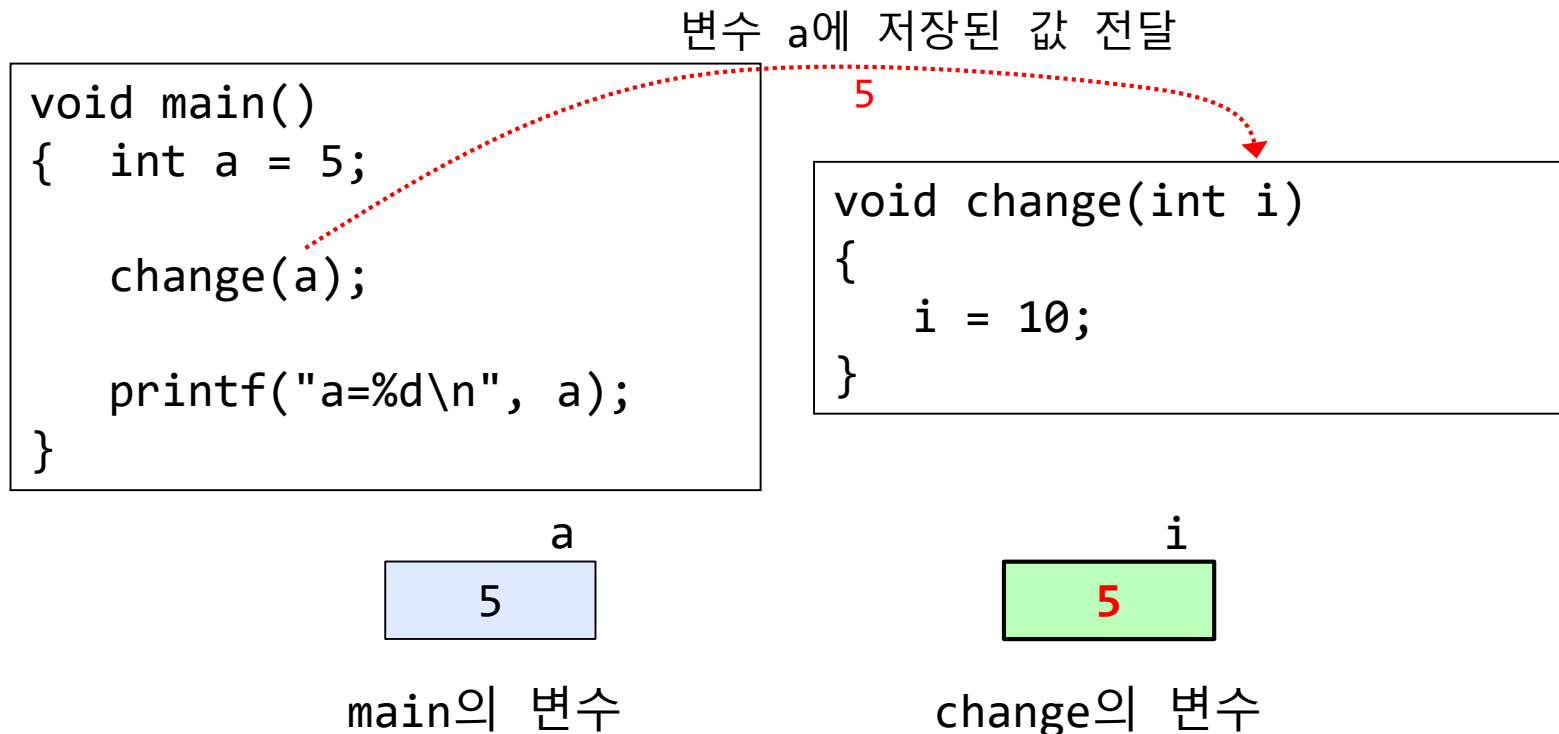 변수 a에 저장된 값 전달
5
void main()
{  int a = 5;
   change(a);
   printf("a=%d\n", a);
}
void change(int i)
{
   i = 10;
}
a
5
main의 변수
i
5
change의 변수